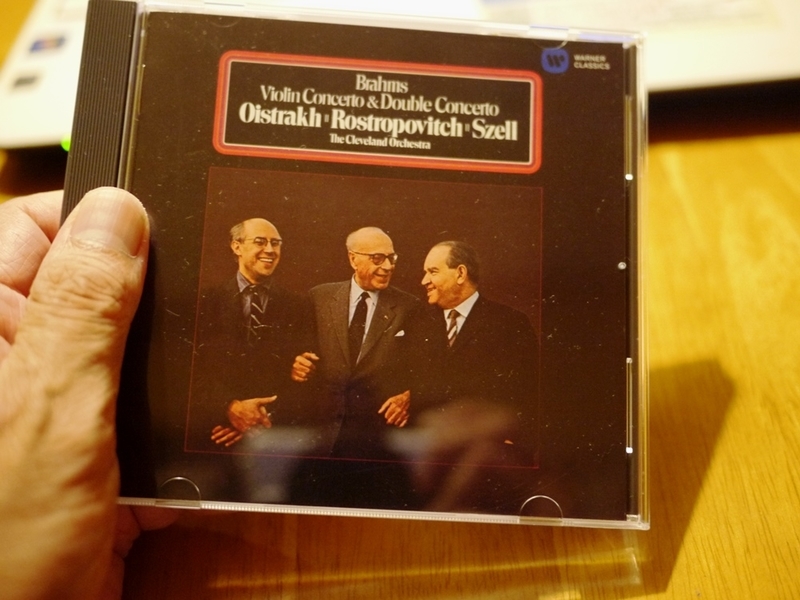 Brahms
Violin Concerto & Double Concerto
Oistrakh · Rostropovitch · Szell
The Cleveland Orchestra
WARNER
CLASSICS